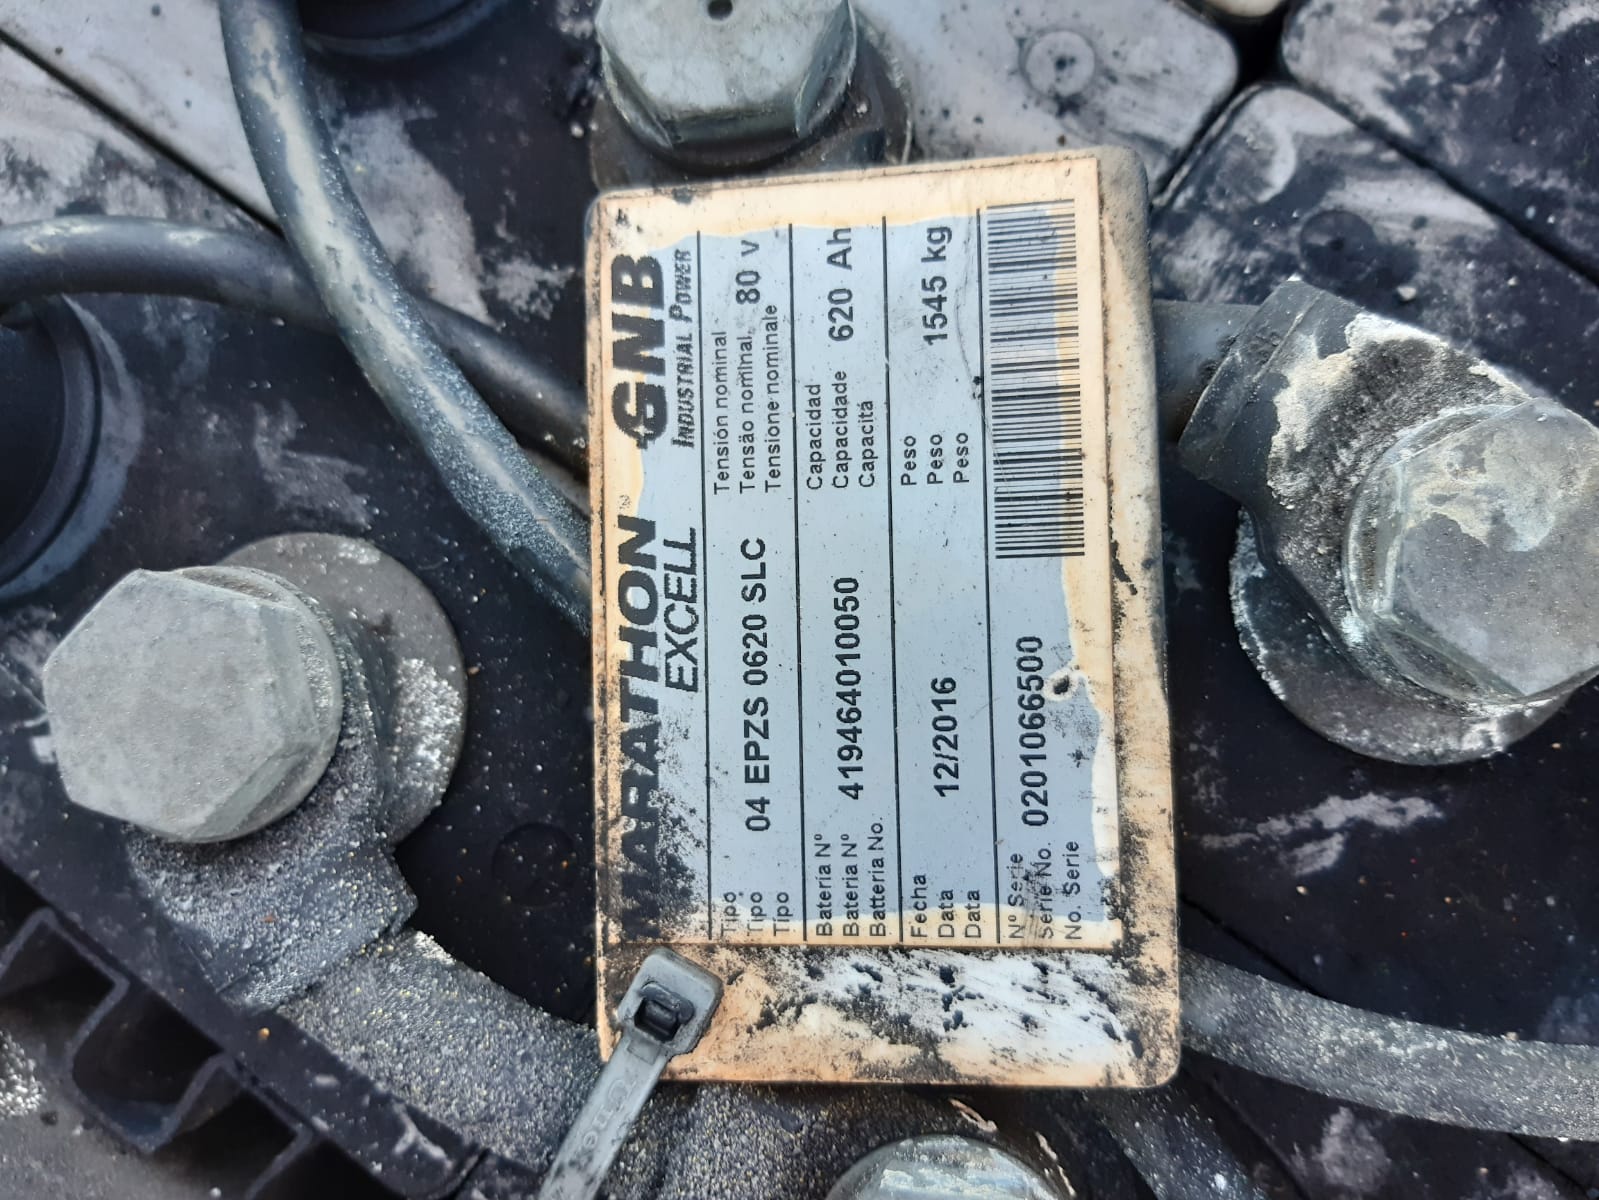 MARATHON EXCELL
GNB
INDUSTRIAL POWER
Tipo
Tipo 04 EPZS 0620 SLC
Tipo
Tensión nominal
Tensão nominal 80 V
Tensione nominale
Batería Nº
Bateria Nº 419464010050
Batteria No.
Capacidad
Capacidade 620 Ah
Capacitá
Fecha
Data 12/2016
Data
Peso
Peso 1545 kg
Peso
Nº Serie
Serie No. 0201066500
No. Serie